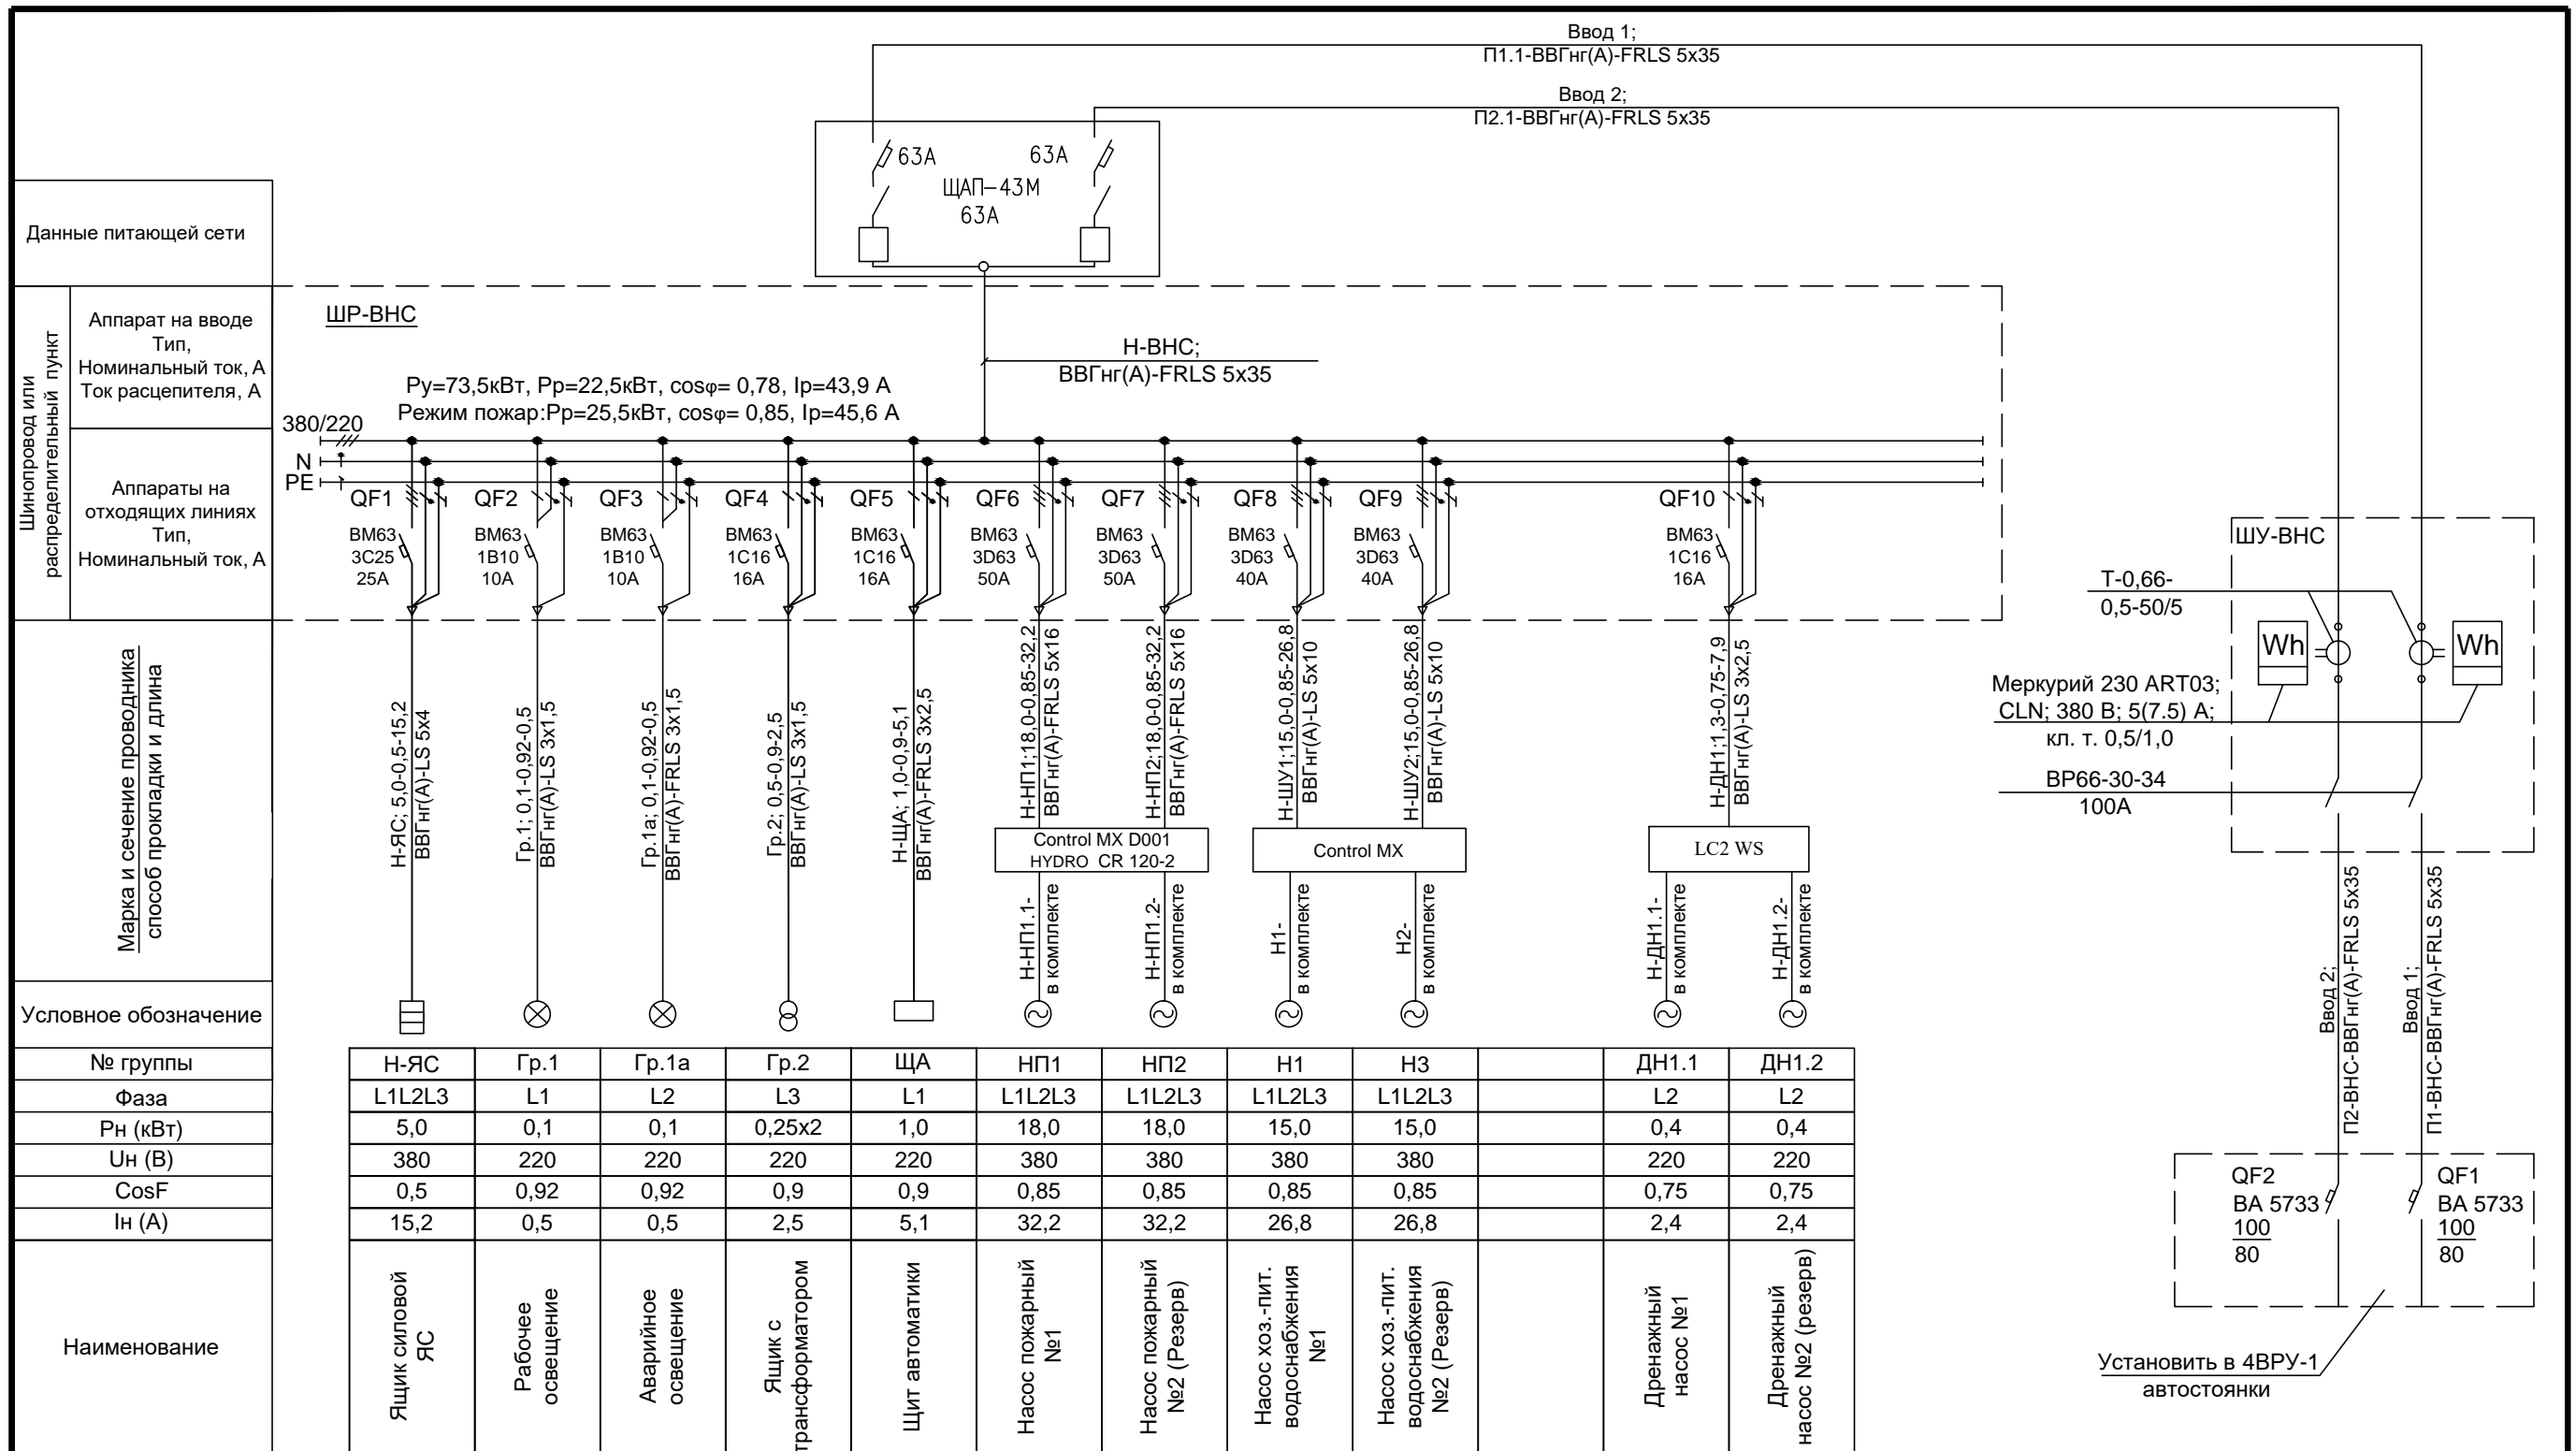 Ввод 1;
П1.1-ВВГнг(А)-FRLS 5х35
Ввод 2;
П2.1-ВВГнг(А)-FRLS 5х35
63А
63А
ЩАП-43М
63А
Данные питающей сети
Шинопровод или
распределительный пункт
Аппарат на вводе
Тип,
Номинальный ток, А
Ток расцепителя, А
Аппараты на
отходящих линиях
Тип,
Номинальный ток, А
ШР-ВНС
Н-ВНС;
ВВГнг(А)-FRLS 5х35
Ру=73,5кВт, Рр=22,5кВт, cosφ= 0,78, Iр=43,9 А
Режим пожар:Рр=25,5кВт, cosφ= 0,85, Iр=45,6 А
380/220
N
PE
QF1
ВМ63
3С25
25А
QF2
ВМ63
1В10
10А
QF3
ВМ63
1В10
10А
QF4
ВМ63
1С16
16А
QF5
ВМ63
1С16
16А
QF6
ВМ63
3D63
50А
QF7
ВМ63
3D63
50А
QF8
ВМ63
3D63
40А
QF9
ВМ63
3D63
40А
QF10
ВМ63
1С16
16А
Марка и сечение проводника
способ прокладки и длина
Н-ЯС; 5,0-0,5-15,2
ВВГнг(А)-LS 5х4
Гр.1; 0,1-0,92-0,5
ВВГнг(А)-LS 3х1,5
Гр.1а; 0,1-0,92-0,5
ВВГнг(А)-FRLS 3х1,5
Гр.2; 0,5-0,9-2,5
ВВГнг(А)-LS 3х1,5
Н-ЩА; 1,0-0,9-5,1
ВВГнг(А)-FRLS 3х2,5
Н-НП1;18,0-0,85-32,2
ВВГнг(А)-FRLS 5х16
Н-НП2;18,0-0,85-32,2
ВВГнг(А)-FRLS 5х16
Н-ШУ1;15,0-0,85-26,8
ВВГнг(А)-LS 5х10
Н-ШУ2;15,0-0,85-26,8
ВВГнг(А)-LS 5х10
Н-ДН1;1,3-0,75-7,9
ВВГнг(А)-LS 3х2,5
Control MX D001
HYDRO CR 120-2
Control MX
LC2 WS
Н-НП1.1-
в комплекте
Н-НП1.2-
в комплекте
Н1-
в комплекте
Н2-
в комплекте
Н-ДН1.1-
в комплекте
Н-ДН1.2-
в комплекте
Условное обозначение
№ группы Н-ЯС Гр.1 Гр.1а Гр.2 ЩА НП1 НП2 Н1 Н3 ДН1.1 ДН1.2
Фаза L1L2L3 L1 L2 L3 L1 L1L2L3 L1L2L3 L1L2L3 L1L2L3 L2 L2
Рн (кВт) 5,0 0,1 0,1 0,25х2 1,0 18,0 18,0 15,0 15,0 0,4 0,4
Uн (В) 380 220 220 220 220 380 380 380 380 220 220
CosF 0,5 0,92 0,92 0,9 0,9 0,85 0,85 0,85 0,85 0,75 0,75
Iн (А) 15,2 0,5 0,5 2,5 5,1 32,2 32,2 26,8 26,8 2,4 2,4
Наименование
Ящик силовой
ЯС
Рабочее
освещение
Аварийное
освещение
Ящик с
трансформатором
Щит автоматики
Насос пожарный
№1
Насос пожарный
№2 (Резерв)
Насос хоз.-пит.
водоснабжения
№1
Насос хоз.-пит.
водоснабжения
№2 (Резерв)
Дренажный
насос №1
Дренажный
насос №2 (резерв)
ШУ-ВНС
Т-0,66-
0,5-50/5
Wh
Wh
Меркурий 230 ART03;
CLN; 380 В; 5(7.5) А;
кл. т. 0,5/1,0
ВР66-30-34
100А
Ввод 2;
П2-ВНС-ВВГнг(А)-FRLS 5х35
Ввод 1;
П1-ВНС-ВВГнг(А)-FRLS 5х35
QF2
ВА 5733
100
80
QF1
ВА 5733
100
80
Установить в 4ВРУ-1
автостоянки